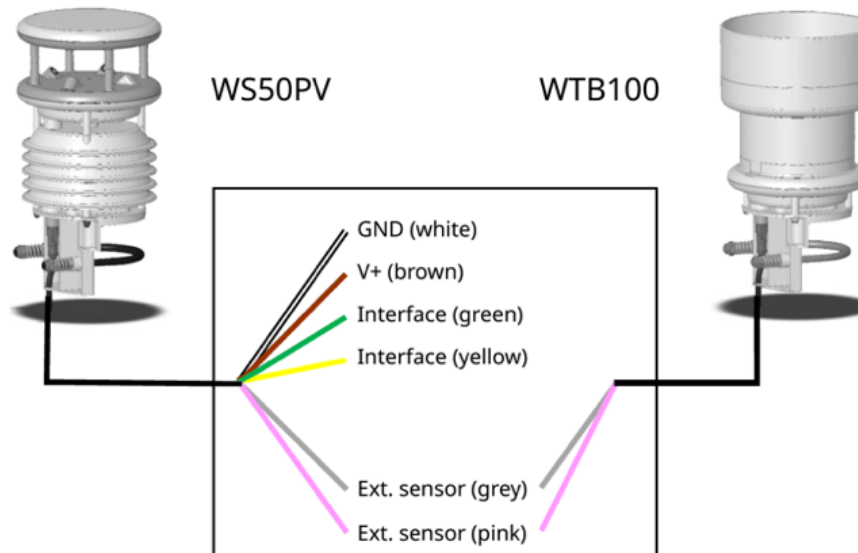 WS50PV
WTB100
GND (white)
V+ (brown)
Interface (green)
Interface (yellow)
Ext. sensor (grey)
Ext. sensor (pink)